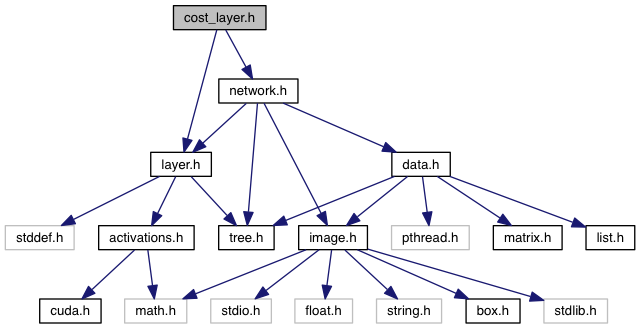 cost_layer.h
network.h
layer.h
data.h
stddef.h
activations.h
tree.h
image.h
pthread.h
matrix.h
list.h
cuda.h
math.h
stdio.h
float.h
string.h
box.h
stdlib.h